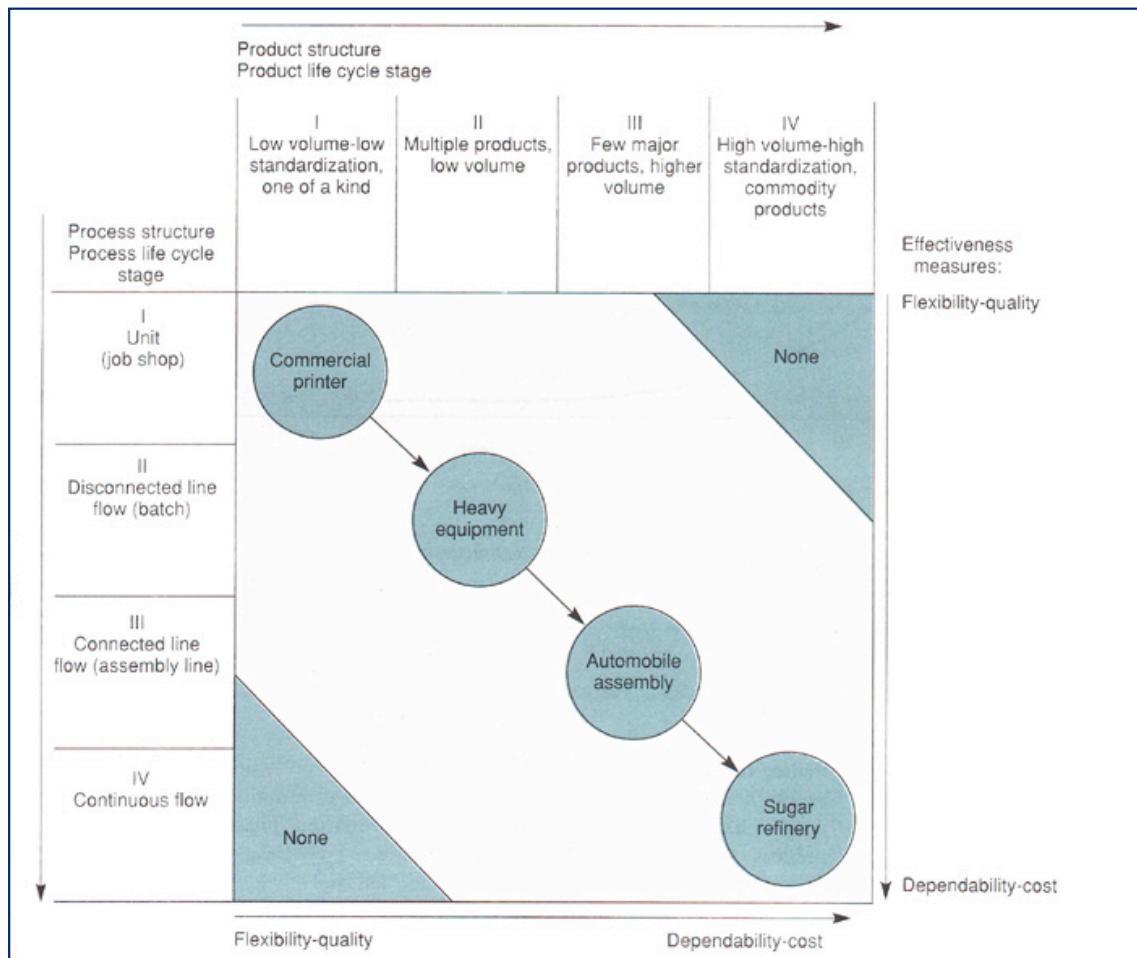 Product structure
Product life cycle stage
I
Low volume-low
standardization,
one of a kind
II
Multiple products,
low volume
III
Few major
products, higher
volume
IV
High volume-high
standardization,
commodity
products
Process structure
Process life cycle
stage
Effectiveness
measures:
Flexibility-quality
I
Unit
(job shop)
Commercial
printer
None
II
Disconnected line
flow (batch)
Heavy
equipment
III
Connected line
flow (assembly line)
Automobile
assembly
IV
Continuous flow
None
Sugar
refinery
Dependability-cost
Flexibility-quality
Dependability-cost